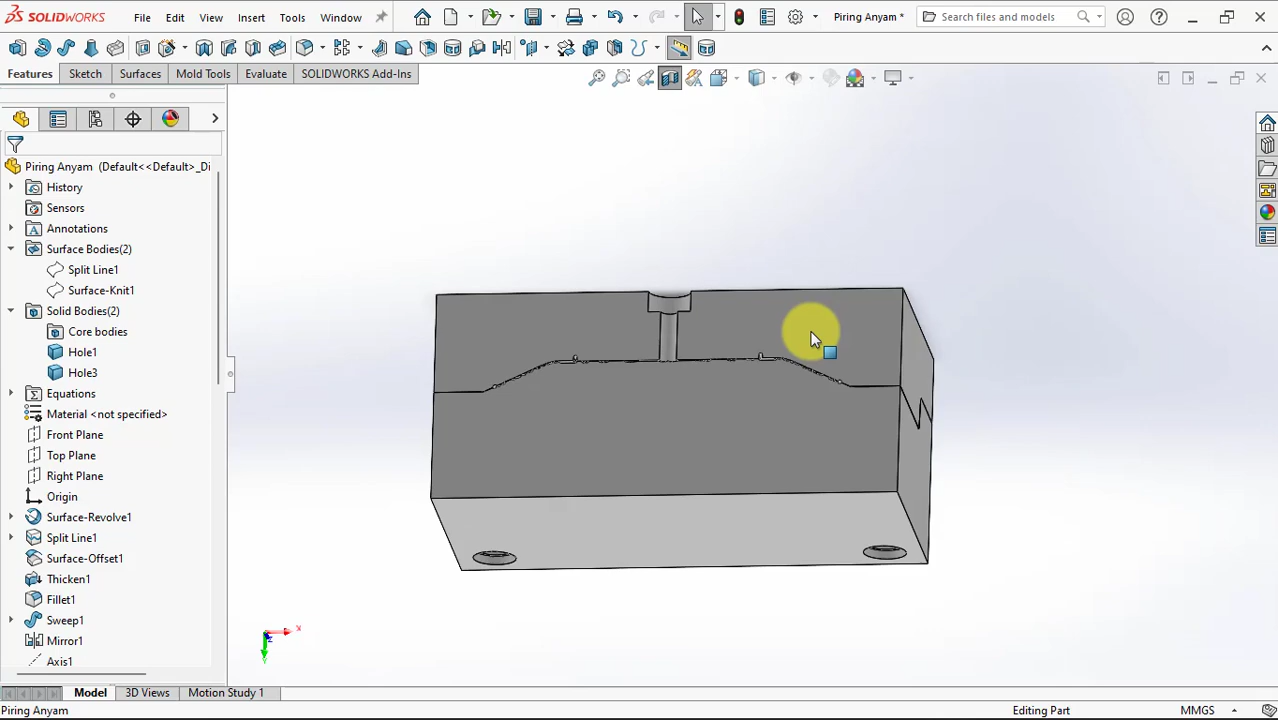 SOLIDWORKS File Edit View Insert Tools Window Piring Anyam * Search files and models
Features Sketch Surfaces Mold Tools Evaluate SOLIDWORKS Add-Ins
Piring Anyam (Default<<Default>_Di
History
Sensors
Annotations
Surface Bodies(2)
Split Line1
Surface-Knit1
Solid Bodies(2)
Core bodies
Hole1
Hole3
Equations
Material <not specified>
Front Plane
Top Plane
Right Plane
Origin
Surface-Revolve1
Split Line1
Surface-Offset1
Thicken1
Fillet1
Sweep1
Mirror1
Axis1
x
y
z
Model 3D Views Motion Study 1
Piring Anyam Editing Part MMGS